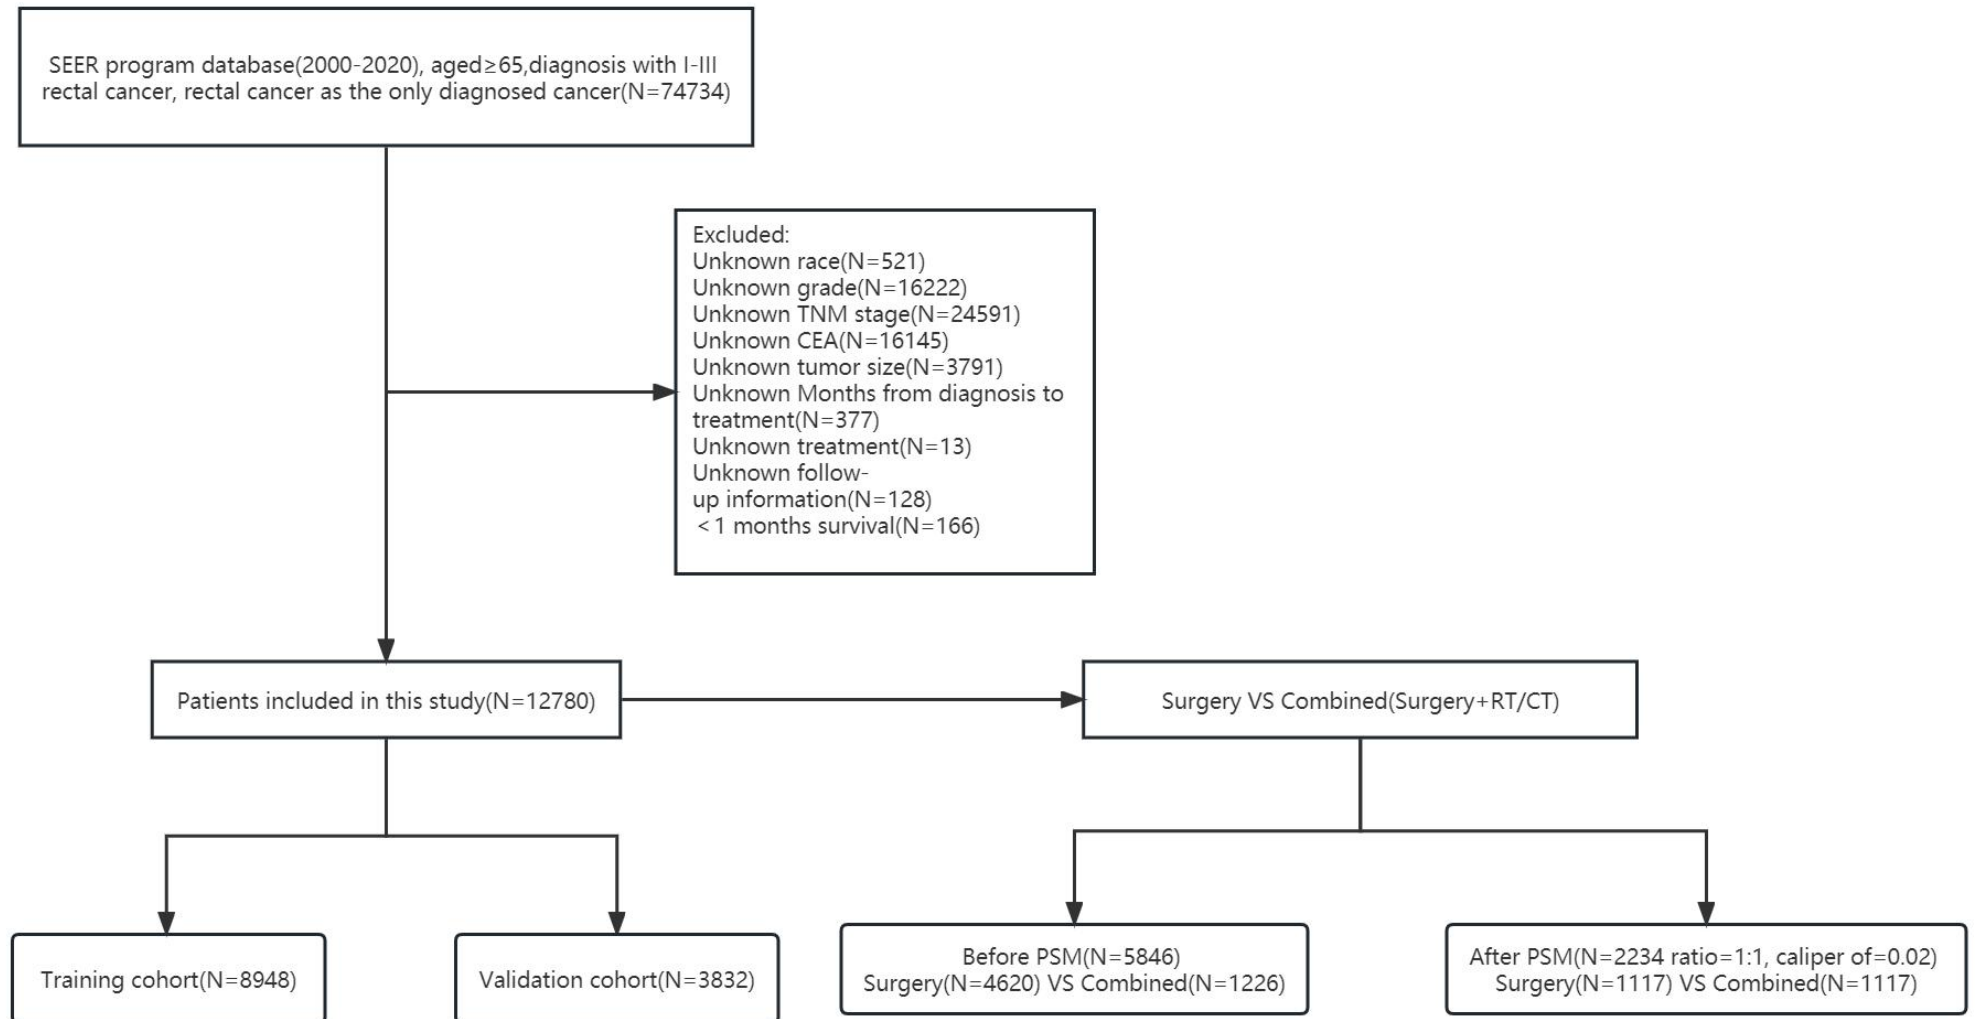 SEER program database(2000-2020), aged≥65,diagnosis with I-III
rectal cancer, rectal cancer as the only diagnosed cancer(N=74734)
Excluded:
Unknown race(N=521)
Unknown grade(N=16222)
Unknown TNM stage(N=24591)
Unknown CEA(N=16145)
Unknown tumor size(N=3791)
Unknown Months from diagnosis to
treatment(N=377)
Unknown treatment(N=13)
Unknown follow-
up information(N=128)
<1 months survival(N=166)
Patients included in this study(N=12780)
Surgery VS Combined(Surgery+RT/CT)
Training cohort(N=8948)
Validation cohort(N=3832)
Before PSM(N=5846)
Surgery(N=4620) VS Combined(N=1226)
After PSM(N=2234 ratio=1:1, caliper of=0.02)
Surgery(N=1117) VS Combined(N=1117)